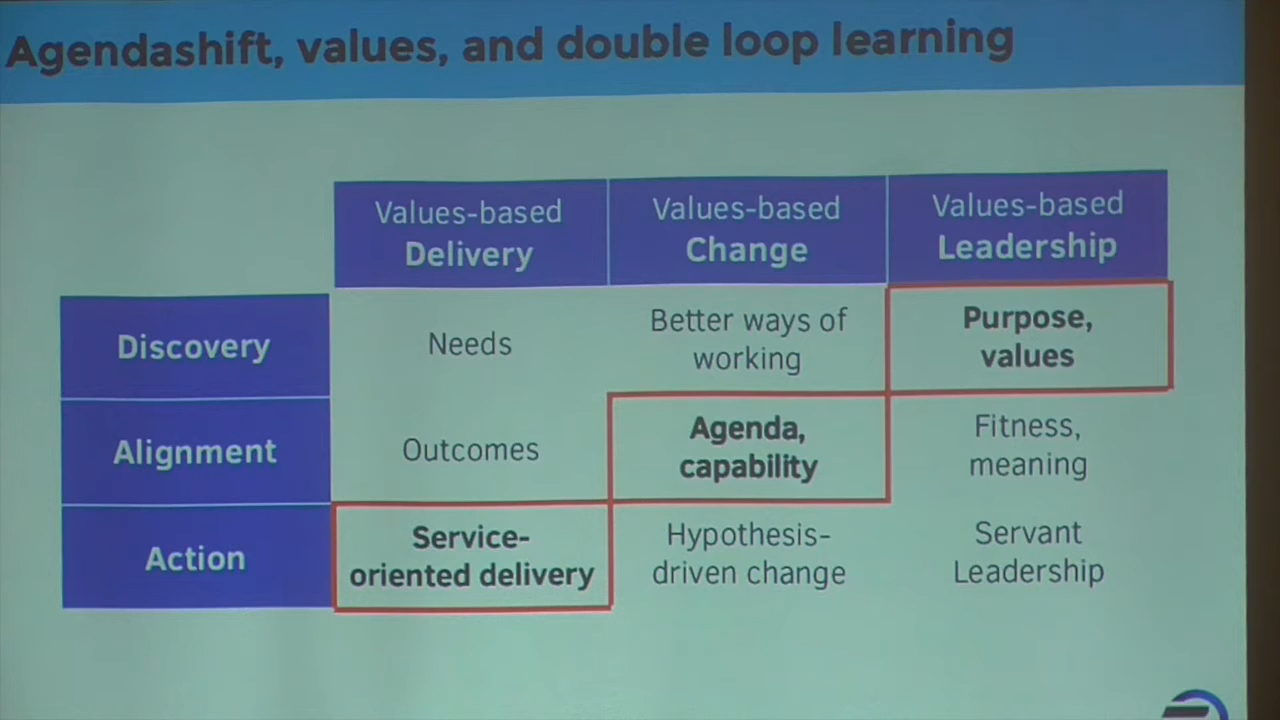 Agendashift, values, and double loop learning
Values-based
Delivery
Values-based
Change
Values-based
Leadership
Discovery
Needs
Better ways of
working
Purpose,
values
Alignment
Outcomes
Agenda,
capability
Fitness,
meaning
Action
Service-
oriented delivery
Hypothesis-
driven change
Servant
Leadership